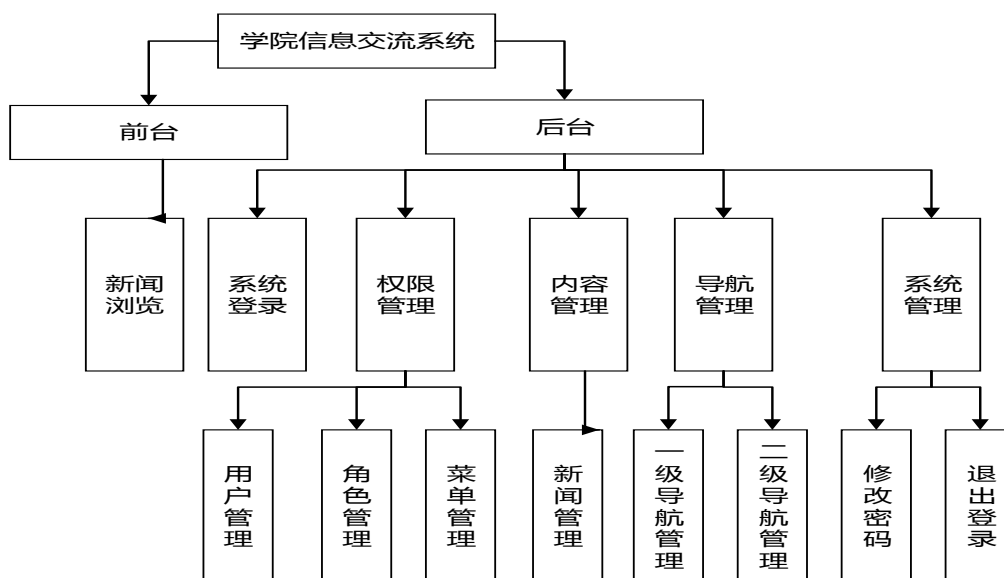 学院信息交流系统
前台
后台
新闻
浏览
系统
登录
权限
管理
内容
管理
导航
管理
系统
管理
用户管理
角色管理
菜单管理
新闻管理
一级导航管理
二级导航管理
修改密码
退出登录